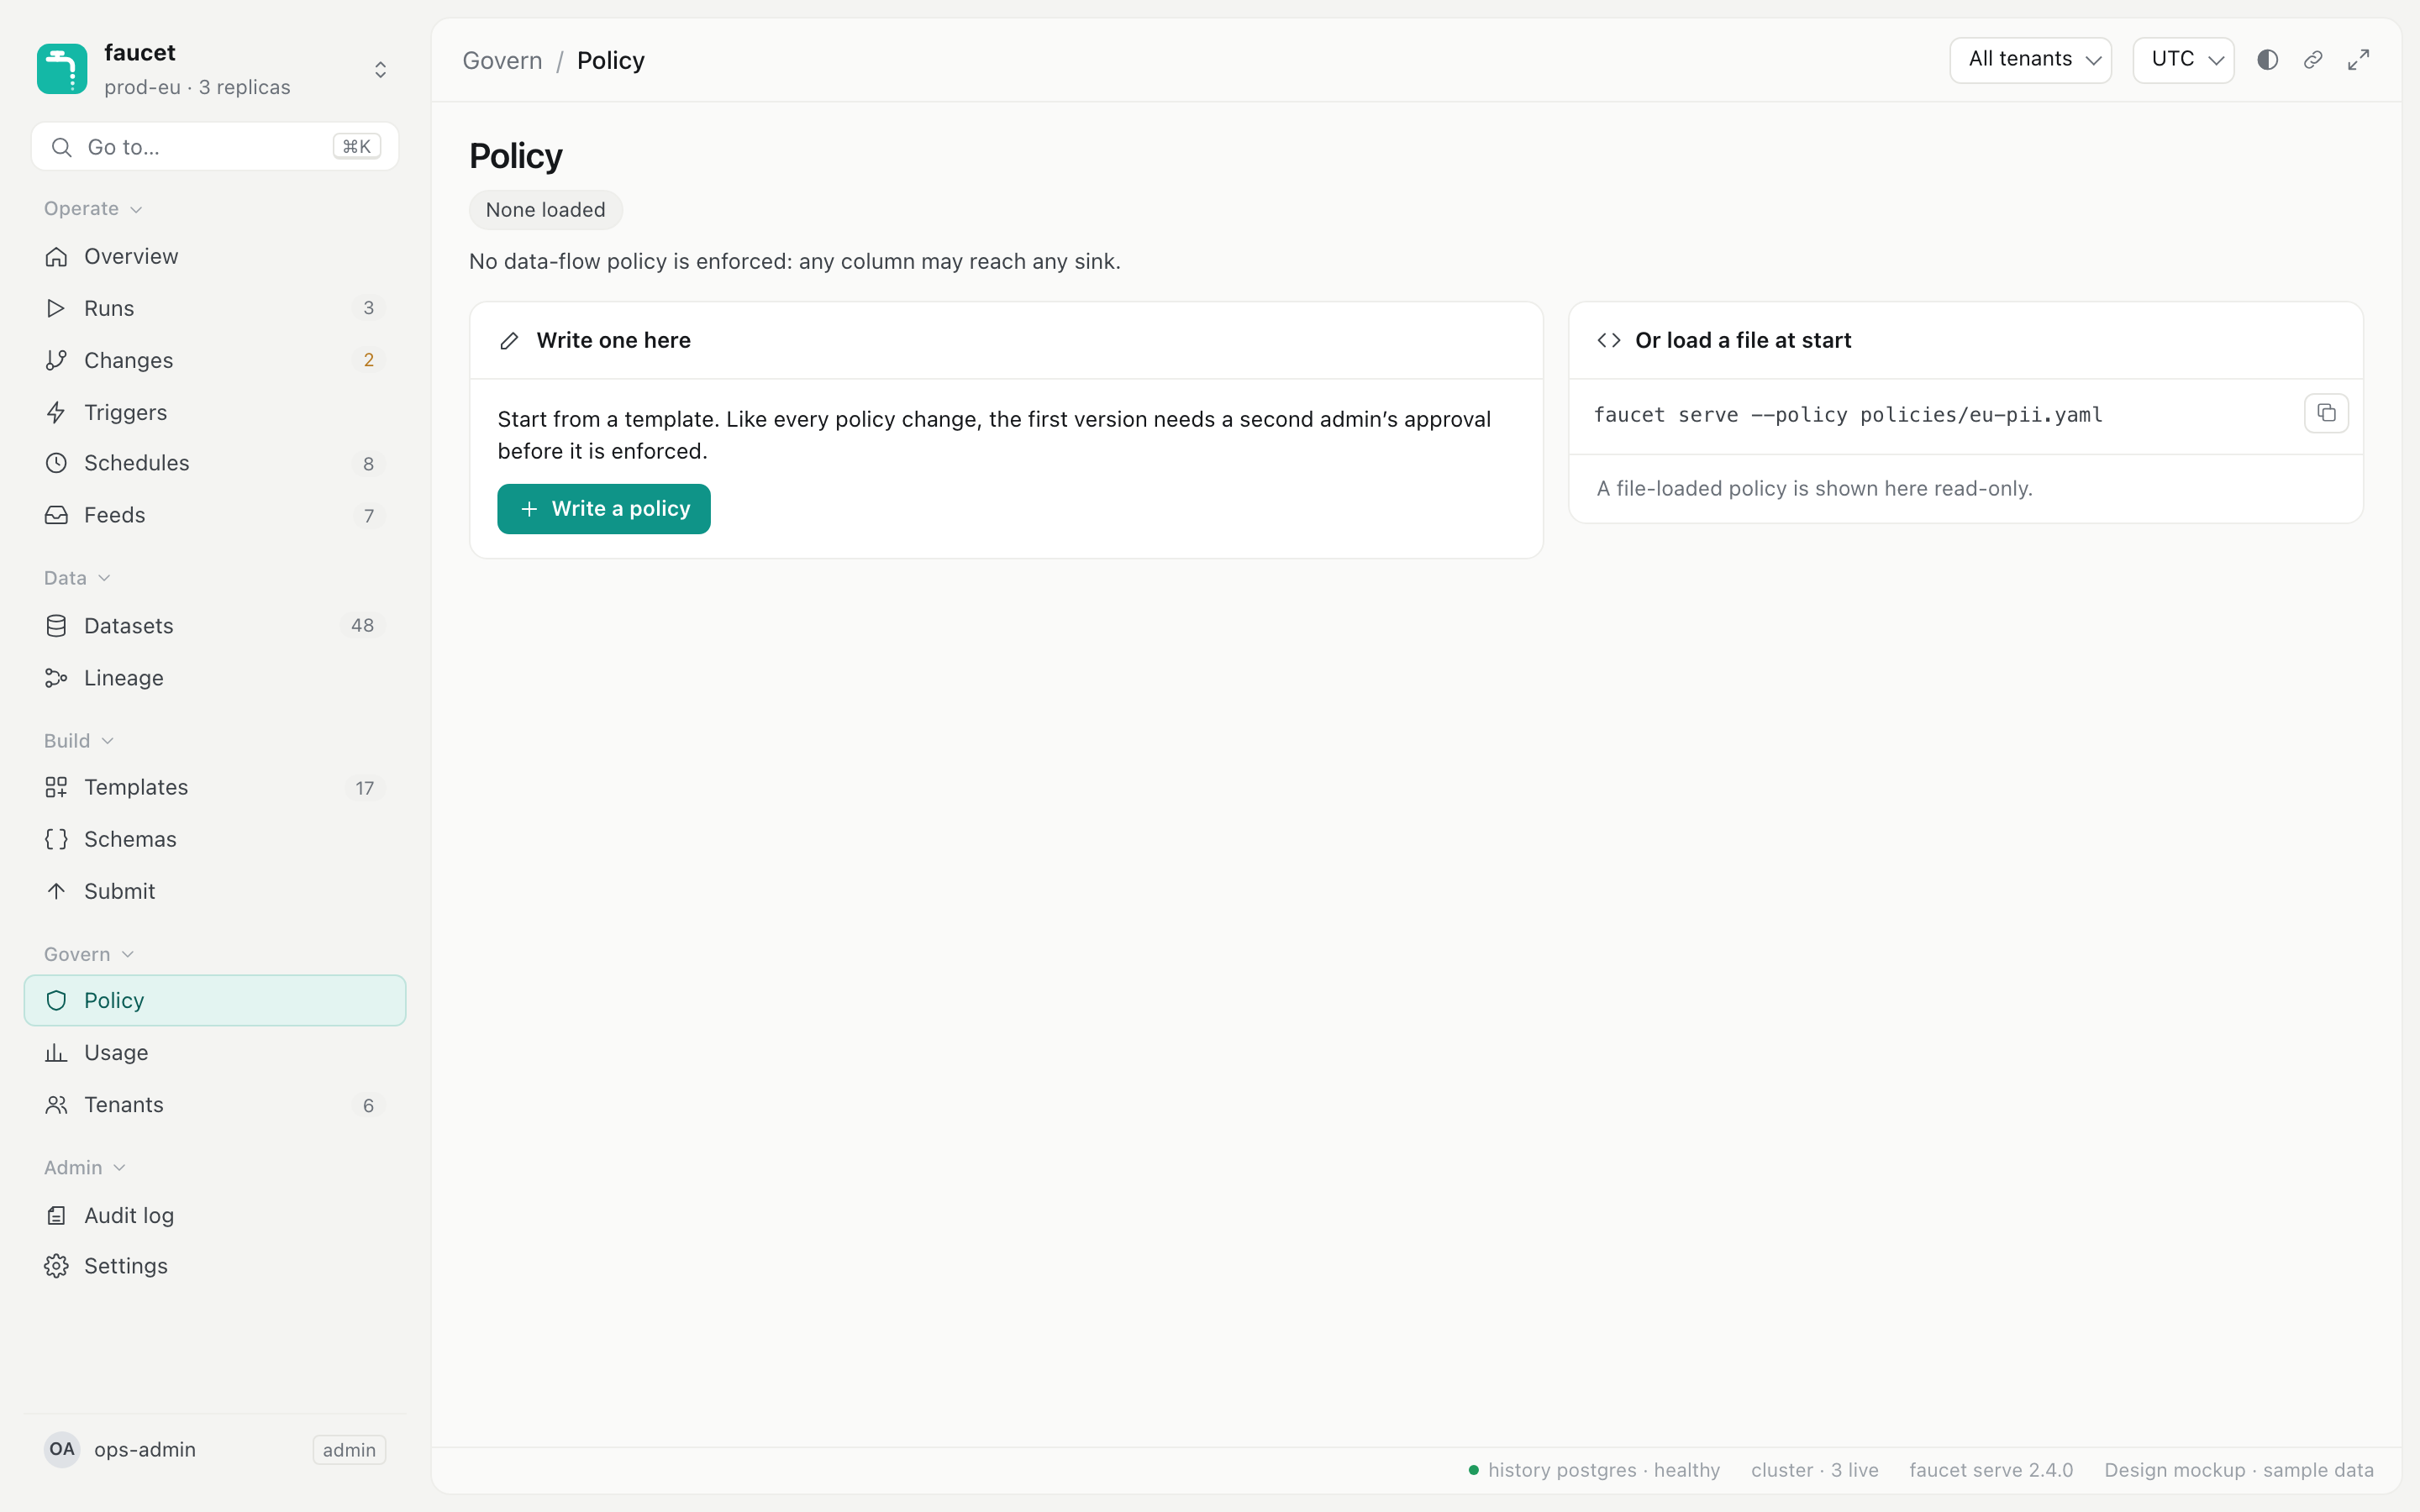 faucet
prod-eu · 3 replicas
Go to...
⌘K
Operate
Overview
Runs 3
Changes 2
Triggers
Schedules 8
Feeds 7
Data
Datasets 48
Lineage
Build
Templates 17
Schemas
Submit
Govern
Policy
Usage
Tenants 6
Admin
Audit log
Settings
OA ops-admin admin
Govern / Policy
All tenants
UTC
Policy
None loaded
No data-flow policy is enforced: any column may reach any sink.
Write one here
Start from a template. Like every policy change, the first version needs a second admin’s approval
before it is enforced.
+ Write a policy
Or load a file at start
faucet serve --policy policies/eu-pii.yaml
A file-loaded policy is shown here read-only.
history postgres · healthy
cluster · 3 live
faucet serve 2.4.0
Design mockup · sample data